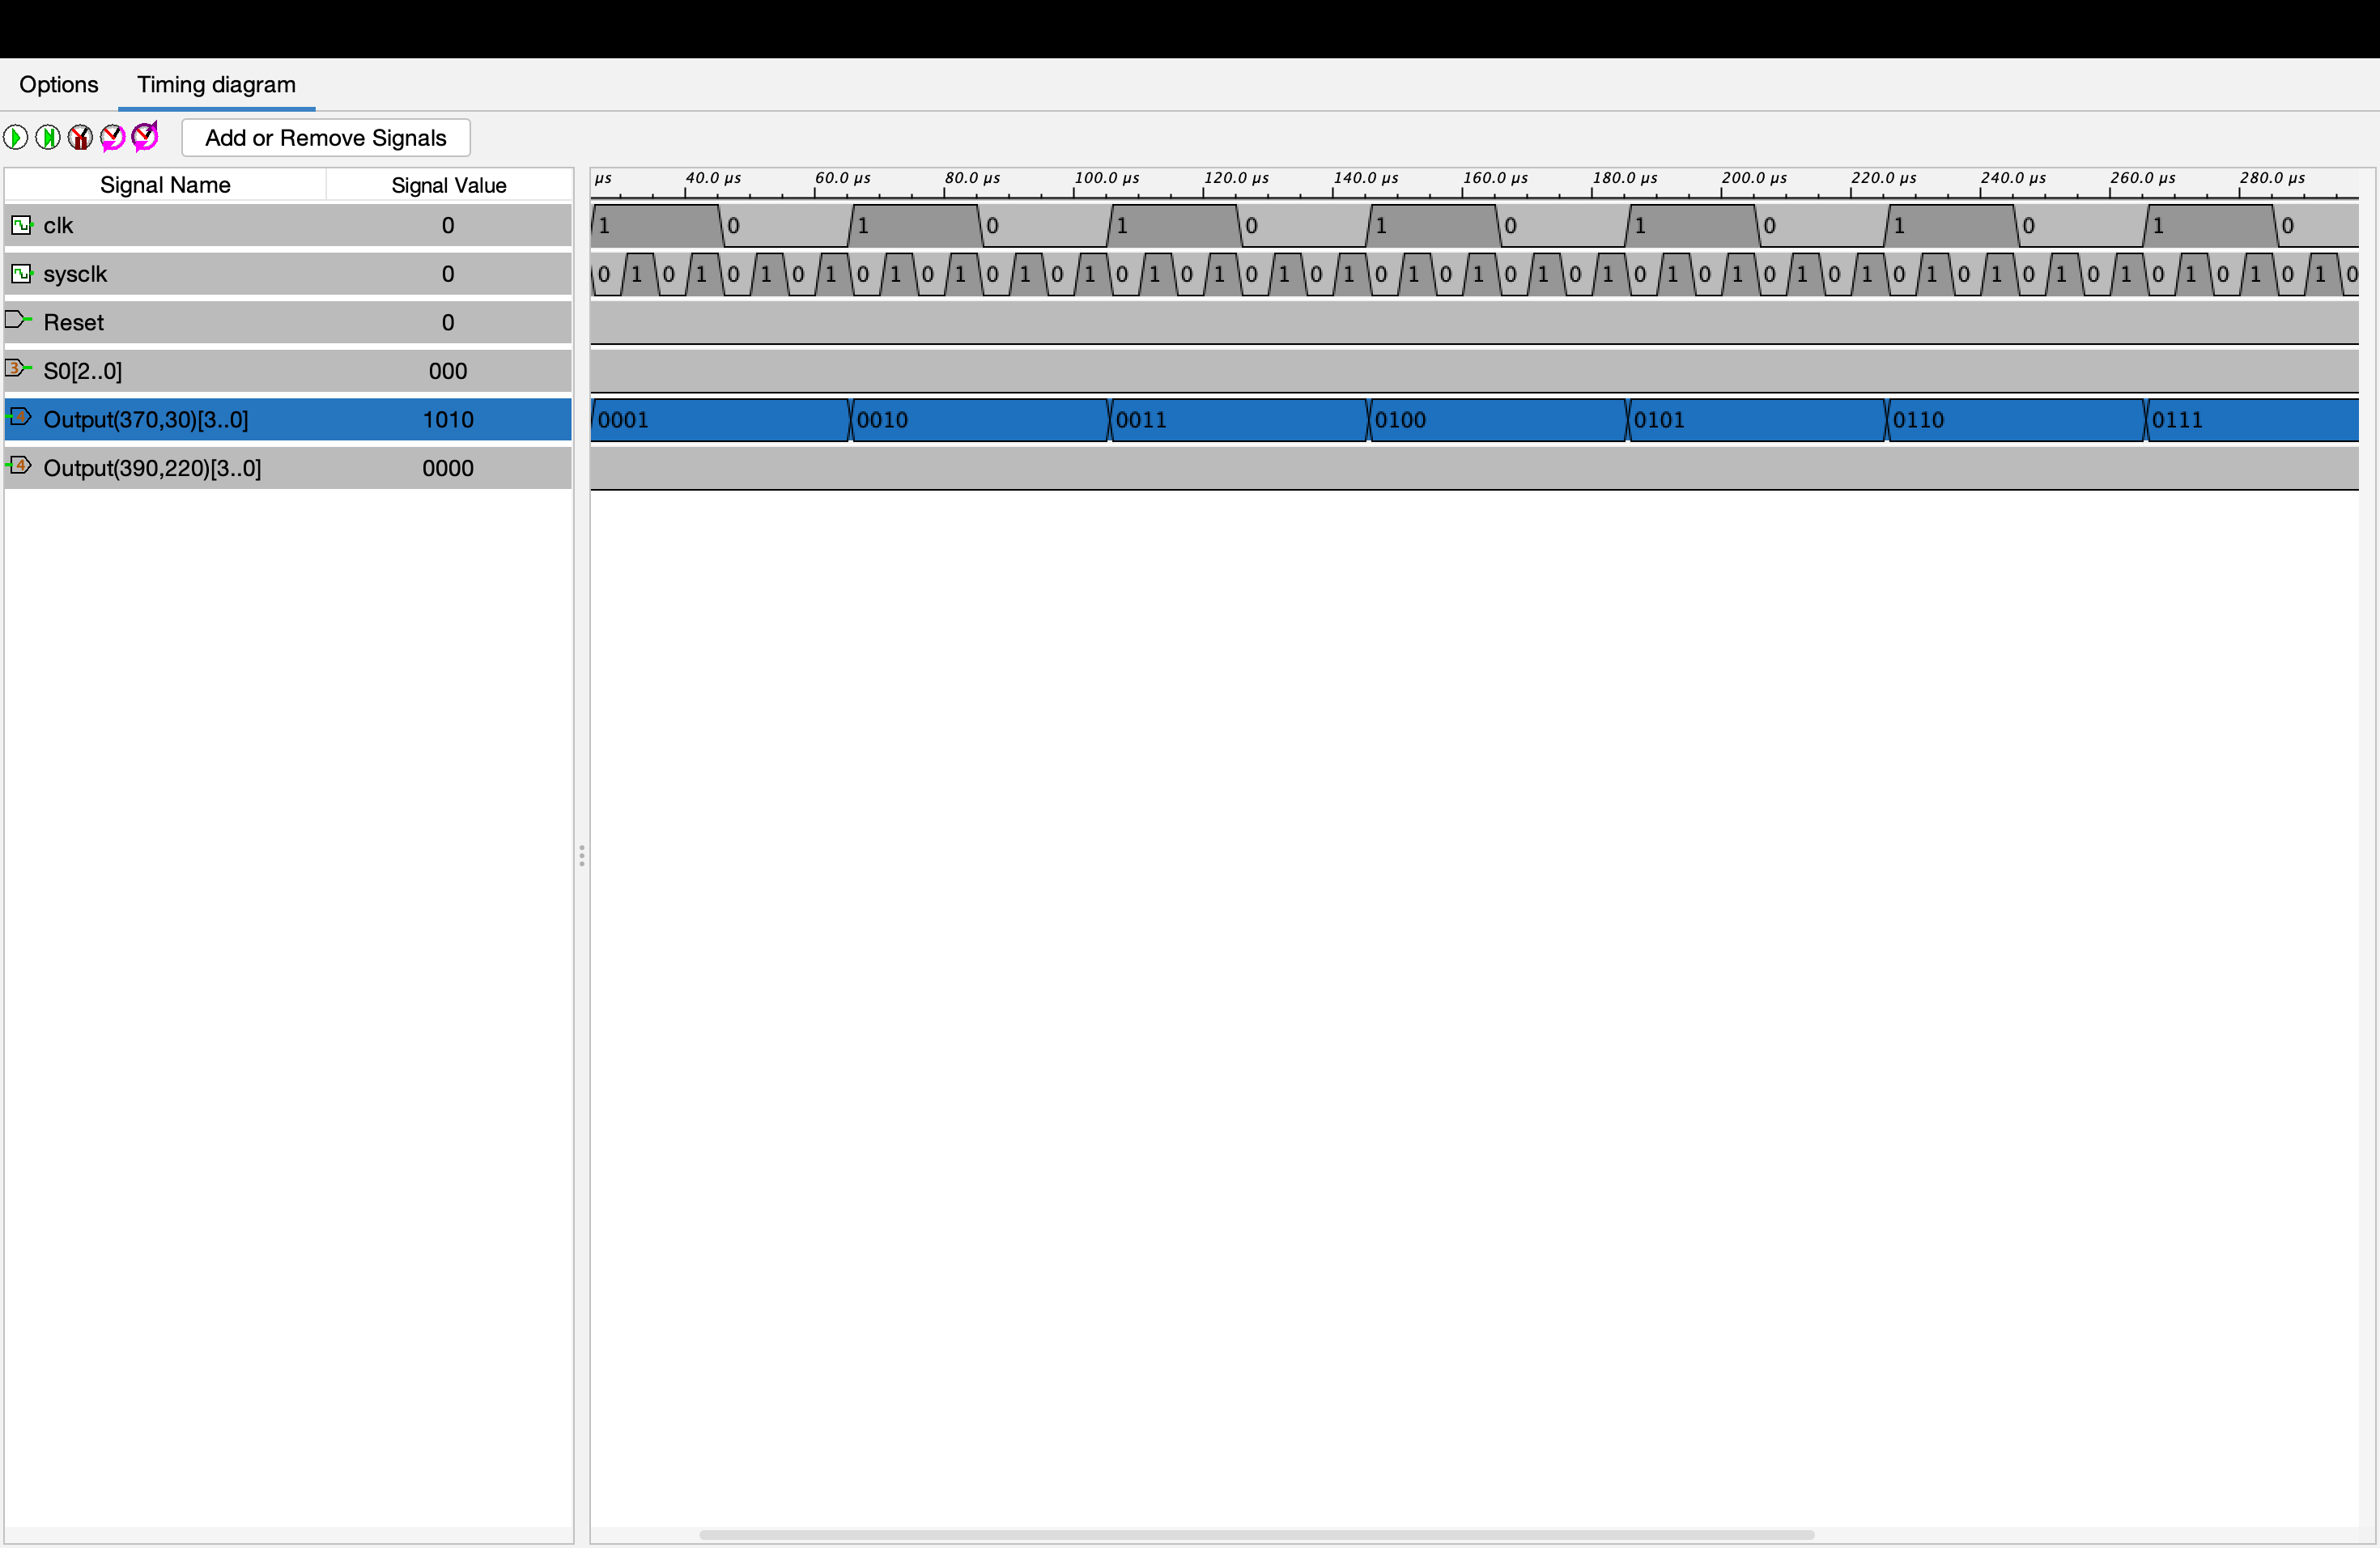 Options Timing diagram
Add or Remove Signals
Signal Name Signal Value
µs 40.0 µs 60.0 µs 80.0 µs 100.0 µs 120.0 µs 140.0 µs 160.0 µs 180.0 µs 200.0 µs 220.0 µs 240.0 µs 260.0 µs 280.0 µs
clk 0 1 0 1 0 1 0 1 0 1 0 1 0 1 0
sysclk 0 0 1 0 1 0 1 0 1 0 1 0 1 0 1 0 1 0 1 0 1 0 1 0 1 0 1 0 1 0 1 0 1 0 1 0 1 0 1 0 1 0 1 0 1 0 1 0 1 0 1 0 1 0 1 0
Reset 0
3 S0[2..0] 000
4 Output(370,30)[3..0] 1010 0001 0010 0011 0100 0101 0110 0111
4 Output(390,220)[3..0] 0000